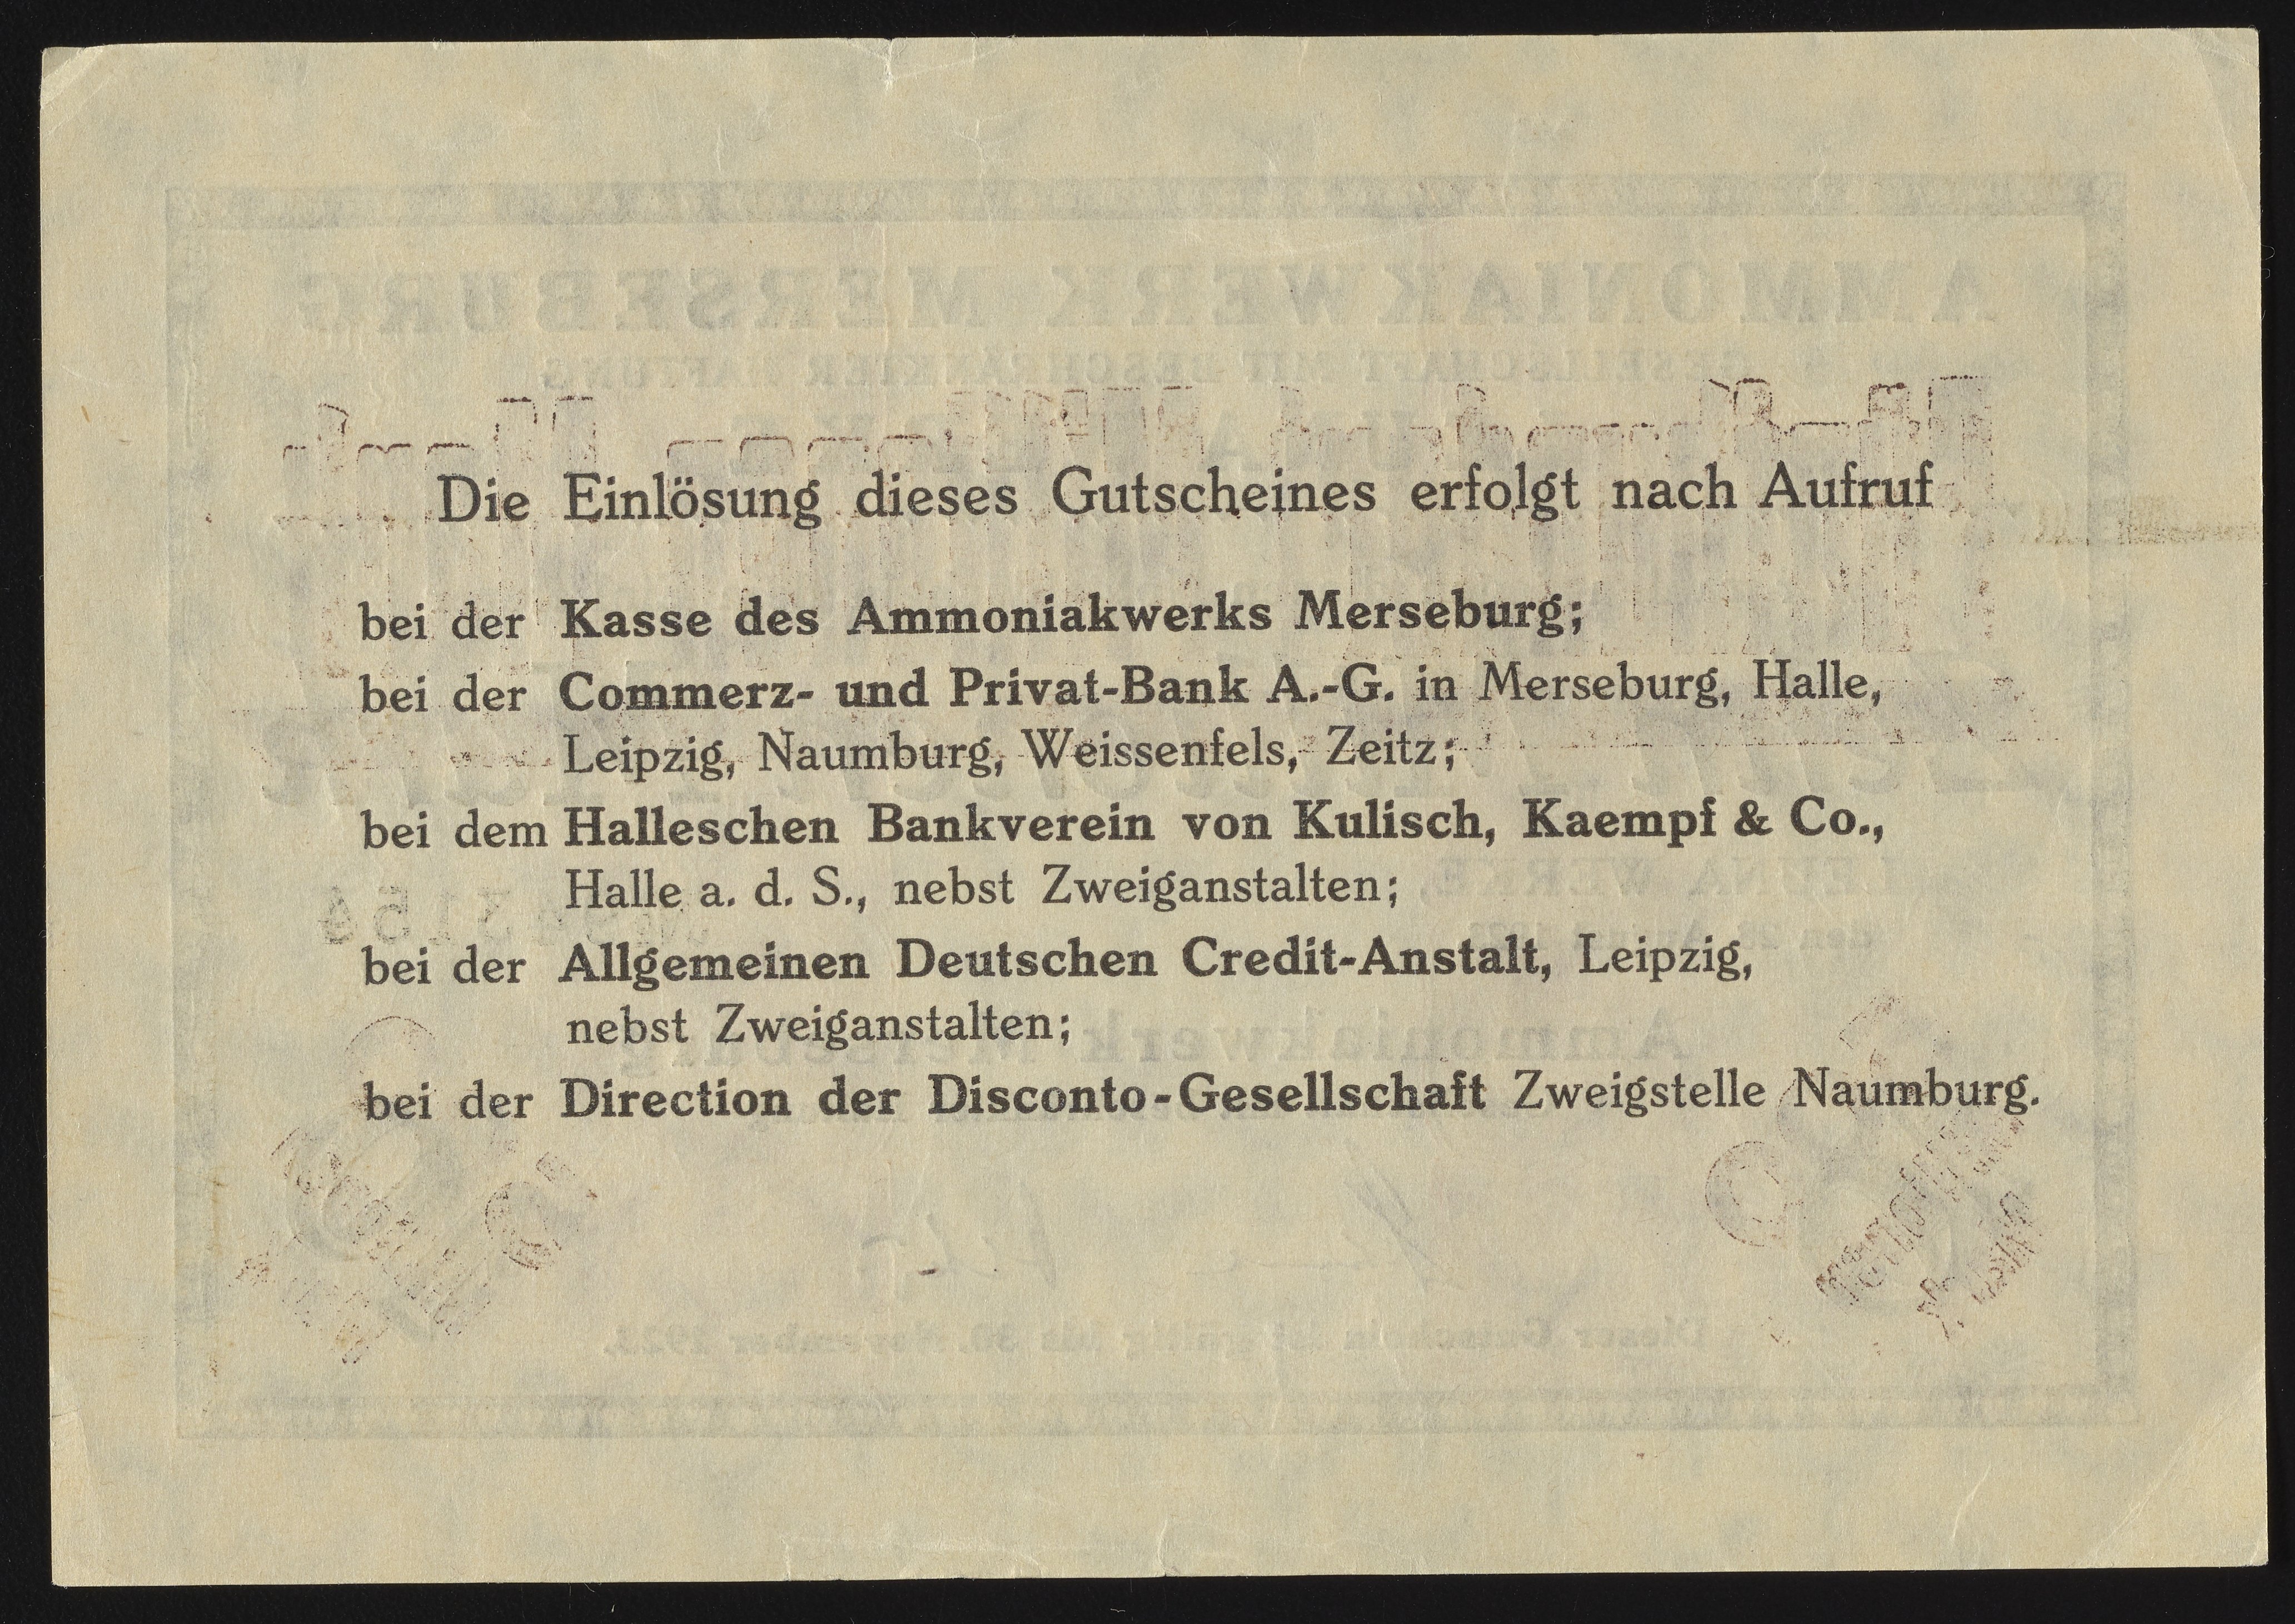 Die Einlösung dieses Gutscheines erfolgt nach Aufruf
bei der Kasse des Ammoniakwerks Merseburg;
bei der Commerz- und Privat-Bank A.-G. in Merseburg, Halle,
Leipzig, Naumburg, Weissenfels, Zeitz;
bei dem Halleschen Bankverein von Kulisch, Kaempf & Co.,
Halle a. d. S., nebst Zweiganstalten;
bei der Allgemeinen Deutschen Credit-Anstalt, Leipzig,
nebst Zweiganstalten;
bei der Direction der Disconto-Gesellschaft Zweigstelle Naumburg.